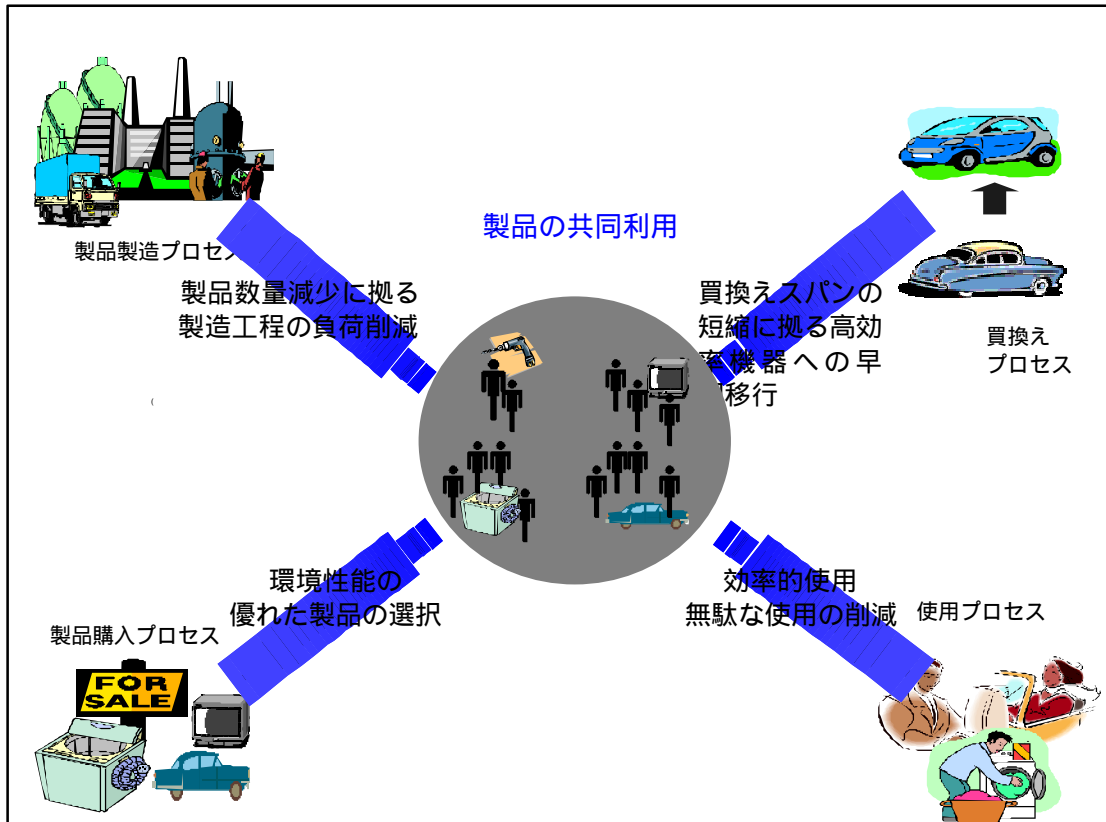 製品の共同利用
製品製造プロセス
製品数量減少に拠る
製造工程の負荷削減
買換えスパンの
短縮に拠る高効
率機器への早
期移行
買換え
プロセス
(
環境性能の
優れた製品の選択
効率的使用
無駄な使用の削減
製品購入プロセス
使用プロセス
FOR
SALE